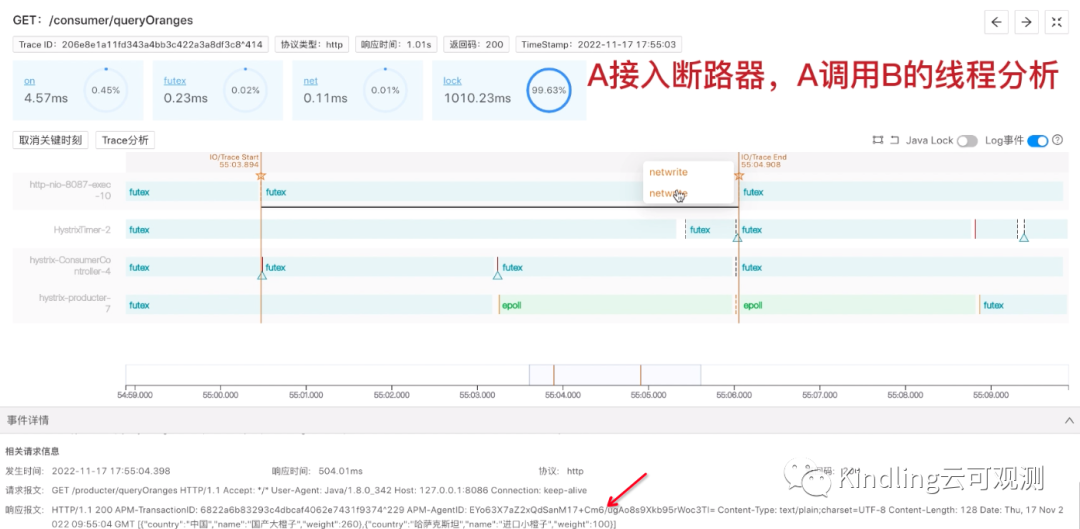 GET：/consumer/queryOranges
Trace ID：206e8e1a11fd343a4bb3c422a3a8df3c8^414
协议类型：http
响应时间：1.01s
返回码：200
TimeStamp：2022-11-17 17:55:03
on
4.57ms
0.45%
futex
0.23ms
0.02%
net
0.11ms
0.01%
lock
1010.23ms
99.63%
A接入断路器，A调用B的线程分析
取消关键时刻
Trace分析
Java Lock
Log事件
IO/Trace Start
55:03.894
IO/Trace End
55:04.908
netwrite
http-nio-8087-exec
-10
futex
futex
futex
HystrixTimer-2
futex
futex
futex
hystrix-ConsumerCo
ntroller-4
futex
futex
futex
futex
hystrix-producter-
7
futex
epoll
epoll
futex
54:59.000
55:00.000
55:01.000
55:02.000
55:03.000
55:04.000
55:05.000
55:06.000
55:07.000
55:08.000
55:09.000
事件详情
相关请求信息
发生时间：2022-11-17 17:55:04.398
响应时间：504.01ms
协议：http
请求报文：GET /producter/queryOranges HTTP/1.1 Accept: */* User-Agent: Java/1.8.0_342 Host: 127.0.0.1:8086 Connection: keep-alive
响应报文：HTTP/1.1 200 APM-TransactionID: 6822a6b83293c4dbcaf4062e7431f9374^229 APM-AgentID: EYo63X7aZ2xQdSanM17+Cm6/ugAo8s9Xkb95rWoc3TI= Content-Type: text/plain;charset=UTF-8 Content-Length: 128 Date: Thu, 17 Nov 2
022 09:55:04 GMT [{"country":"中国","name":"国产大橙子","weight":260},{"country":"哈萨克斯坦","name":"进口小橙子","weight":100}]
Kindling云可观测